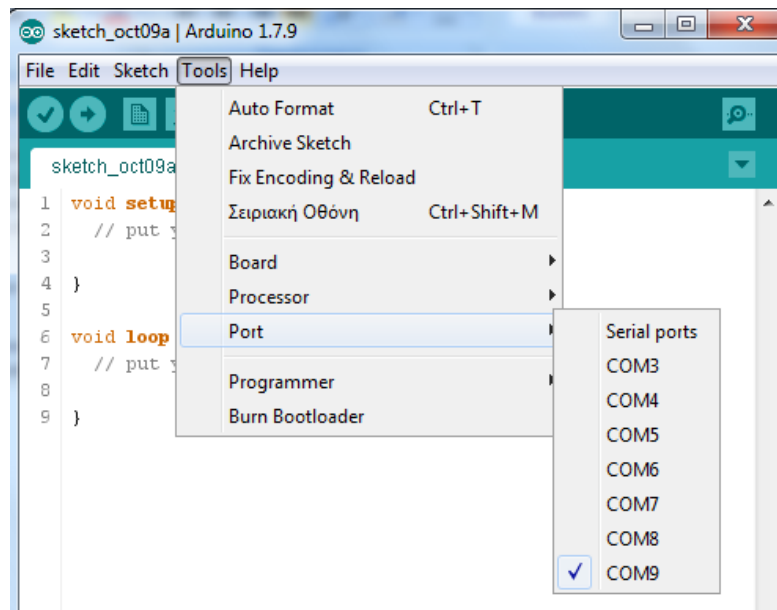 sketch_oct09a | Arduino 1.7.9
File Edit Sketch Tools Help
sketch_oct09a
Auto Format Ctrl+T
Archive Sketch
Fix Encoding & Reload
Σειριακή Οθόνη Ctrl+Shift+M
Board
Processor
Port
Programmer
Burn Bootloader
Serial ports
COM3
COM4
COM5
COM6
COM7
COM8
COM9
1 void setup
2 // put
3
4 }
5
6 void loop
7 // put
8
9 }